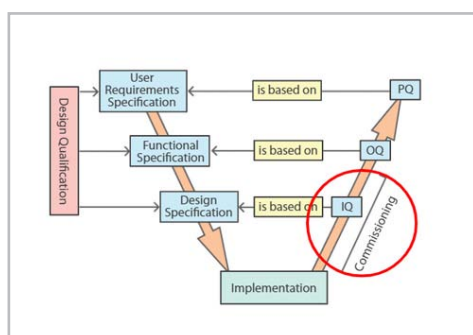 User
Requirements
Specification
is based on
PQ
Design Qualification
Functional
Specification
is based on
OQ
Design
Specification
is based on
IQ
Commissioning
Implementation